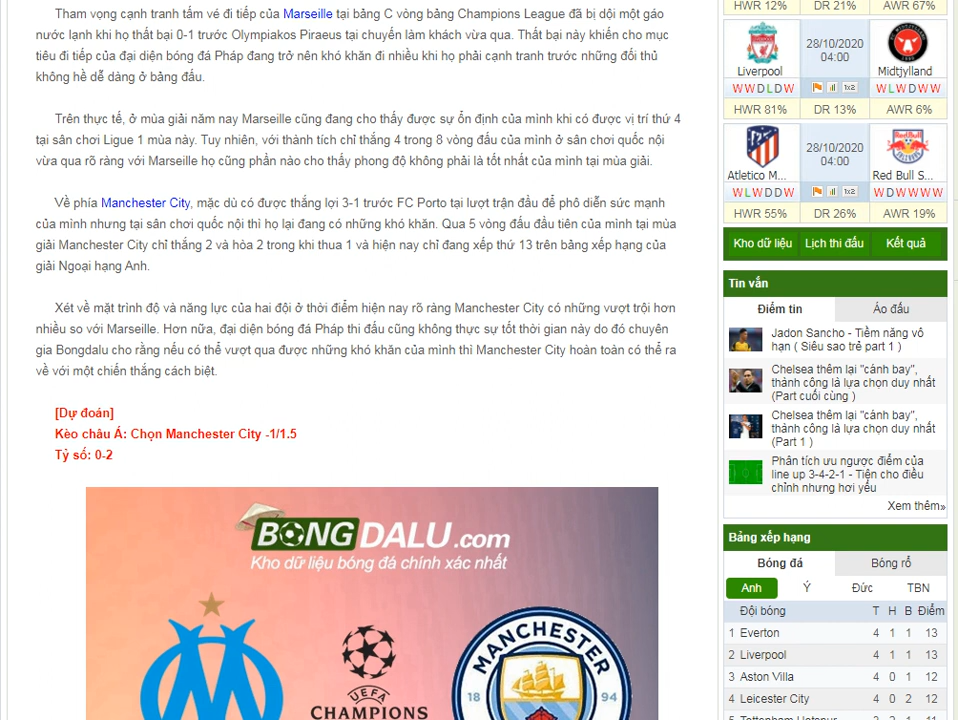 Tham vọng cạnh tranh tấm vé đi tiếp của Marseille tại bảng C vòng bảng Champions League đã bị dội một gáo
nước lạnh khi họ thất bại 0-1 trước Olympiakos Piraeus tại chuyến làm khách vừa qua. Thất bại này khiến cho mục
tiêu đi tiếp của đại diện bóng đá Pháp đang trở nên khó khăn đi nhiều khi họ phải cạnh tranh trước những đối thủ
không hề dễ dàng ở bảng đấu.
Trên thực tế, ở mùa giải năm nay Marseille cũng đang cho thấy được sự ổn định của mình khi có được vị trí thứ 4
tại sân chơi Ligue 1 mùa này. Tuy nhiên, với thành tích chỉ thắng 4 trong 8 vòng đấu của mình ở sân chơi quốc nội
vừa qua rõ ràng với Marseille họ cũng phần nào cho thấy phong độ không phải là tốt nhất của mình tại mùa giải.
Về phía Manchester City, mặc dù có được thắng lợi 3-1 trước FC Porto tại lượt trận đầu để phô diễn sức mạnh
của mình nhưng tại sân chơi quốc nội thì họ lại đang có những khó khăn. Qua 5 vòng đấu đầu tiên của mình tại mùa
giải Manchester City chỉ thắng 2 và hòa 2 trong khi thua 1 và hiện nay chỉ đang xếp thứ 13 trên bảng xếp hạng của
giải Ngoại hạng Anh.
Xét về mặt trình độ và năng lực của hai đội ở thời điểm hiện nay rõ ràng Manchester City có những vượt trội hơn
nhiều so với Marseille. Hơn nữa, đại diện bóng đá Pháp thi đấu cũng không thực sự tốt thời gian này do đó chuyên
gia Bongdalu cho rằng nếu có thể vượt qua được những khó khăn của mình thì Manchester City hoàn toàn có thể ra
về với một chiến thắng cách biệt.
[Dự đoán]
Kèo châu Á: Chọn Manchester City -1/1.5
Tỷ số: 0-2
BONGDALU.com
Kho dữ liệu bóng đá chính xác nhất
UEFA
CHAMPIONS
MANCHESTER
18 94
HWR 12% DR 21% AWR 67%
28/10/2020
04:00
Liverpool Midtjylland
WWDLDW 1x2 WLWDWW
HWR 81% DR 13% AWR 6%
28/10/2020
04:00
Atletico M... Red Bull S...
WLWDDW 1x2 WDWWWW
HWR 55% DR 26% AWR 19%
Kho dữ liệu Lịch thi đấu Kết quả
Tin vắn
Điểm tin Áo đấu
Jadon Sancho - Tiềm năng vô
hạn ( Siêu sao trẻ part 1 )
Chelsea thêm lại "cánh bay",
thành công là lựa chọn duy nhất
(Part cuối cùng )
Chelsea thêm lại "cánh bay",
thành công là lựa chọn duy nhất
(Part 1 )
Phân tích ưu ngược điểm của
line up 3-4-2-1 - Tiện cho điều
chỉnh nhưng hơi yếu
Xem thêm»
Bảng xếp hạng
Bóng đá Bóng rổ
Anh Ý Đức TBN
Đội bóng T H B Điểm
1 Everton 4 1 1 13
2 Liverpool 4 1 1 13
3 Aston Villa 4 0 1 12
4 Leicester City 4 0 2 12
5 Tottenham Hotspur 3 2 1 11